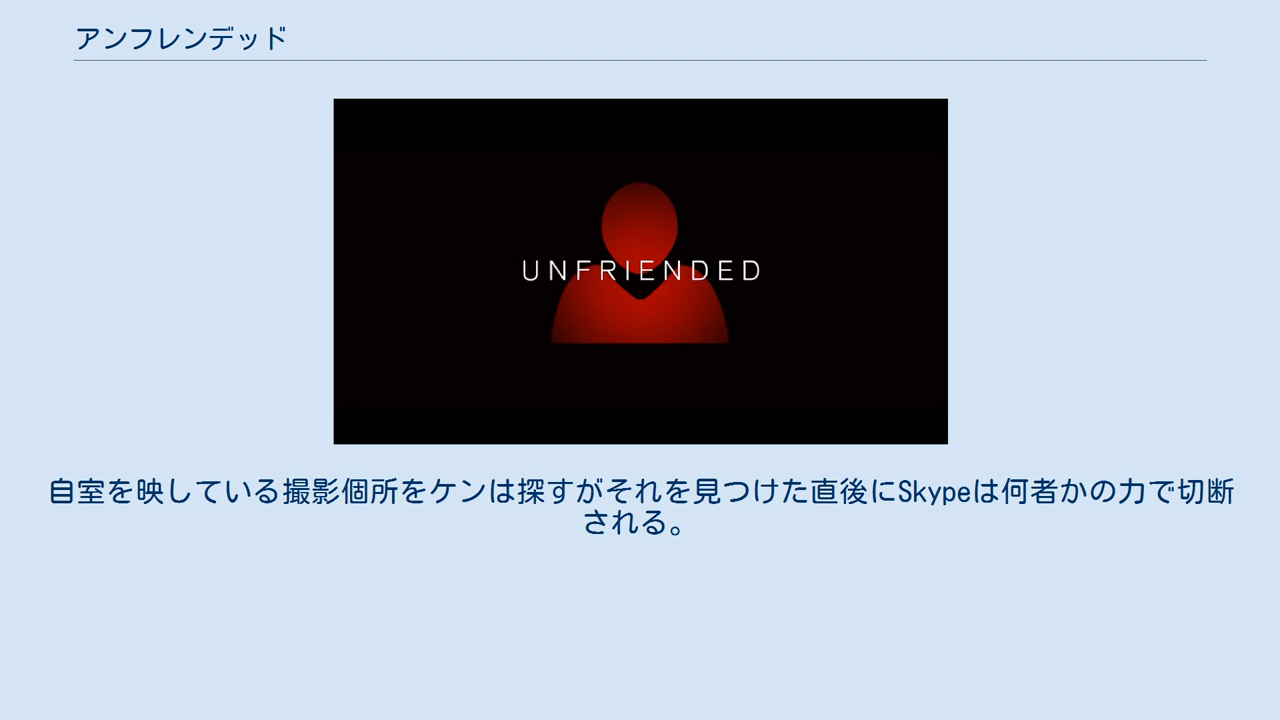 アンフレンデッド
UNFRIENDED
自室を映している撮影個所をケンは探すがそれを見つけた直後にSkypeは何者かの力で切断
される。